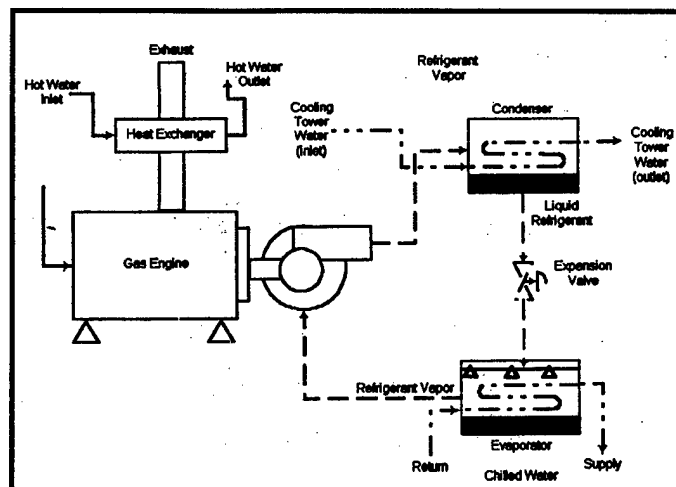 Exhaust
Hot Water
Inlet
Hot Water
Outlet
Heat Exchanger
Gas Engine
Refrigerant
Vapor
Cooling
Tower
Water
(inlet)
Condenser
Cooling
Tower
Water
(outlet)
Liquid
Refrigerant
Expansion
Valve
Refrigerant Vapor
Evaporator
Return
Chilled Water
Supply